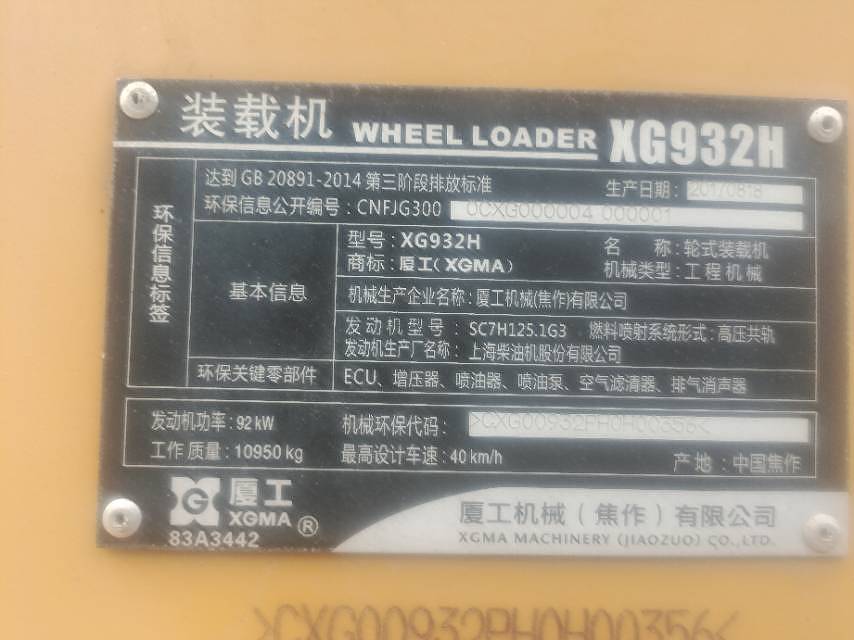 装载机 WHEEL LOADER XG932H
达到 GB 20891-2014 第三阶段排放标准 生产日期: 20170818
环保信息公开编号: CNFJG300 0CXG000004 000001
环保信息标签
基本信息
型号: XG932H 名 称: 轮式装载机
商标: 厦工(XGMA) 机械类型: 工程机械
机械生产企业名称: 厦工机械(焦作)有限公司
发动机型号: SC7H125.1G3 燃料喷射系统形式: 高压共轨
发动机生产厂名称: 上海柴油机股份有限公司
环保关键零部件 ECU、增压器、喷油器、喷油泵、空气滤清器、排气消声器
发动机功率: 92 kW 机械环保代码: >CXG00932PH0H00356<
工作质量: 10950 kg 最高设计车速: 40 km/h 产地: 中国焦作
厦工
XGMA ®
83A3442
厦工机械(焦作)有限公司
XGMA MACHINERY (JIAOZUO) CO.,LTD.
>CXG00932PH0H00356<